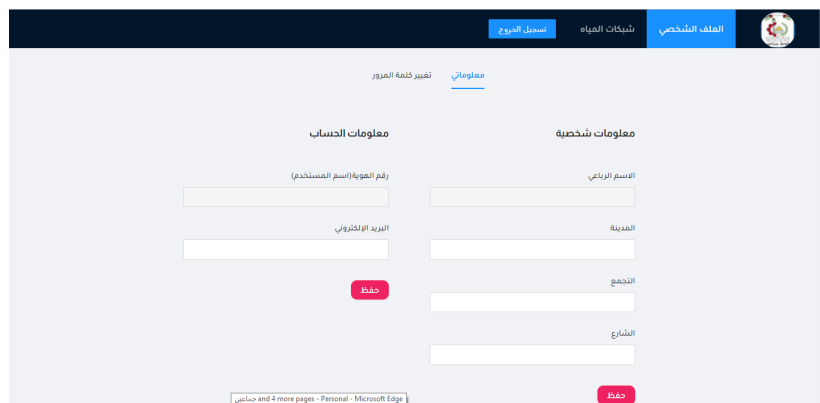 الملف الشخصي شبكات المياه تسجيل الخروج
معلوماتي تغيير كلمة المرور
معلومات شخصية
الاسم الرباعي
المدينة
التجمع
الشارع
حفظ
معلومات الحساب
رقم الهوية(اسم المستخدم)
البريد الإلكتروني
حفظ
جماعين and 4 more pages - Personal - Microsoft Edge